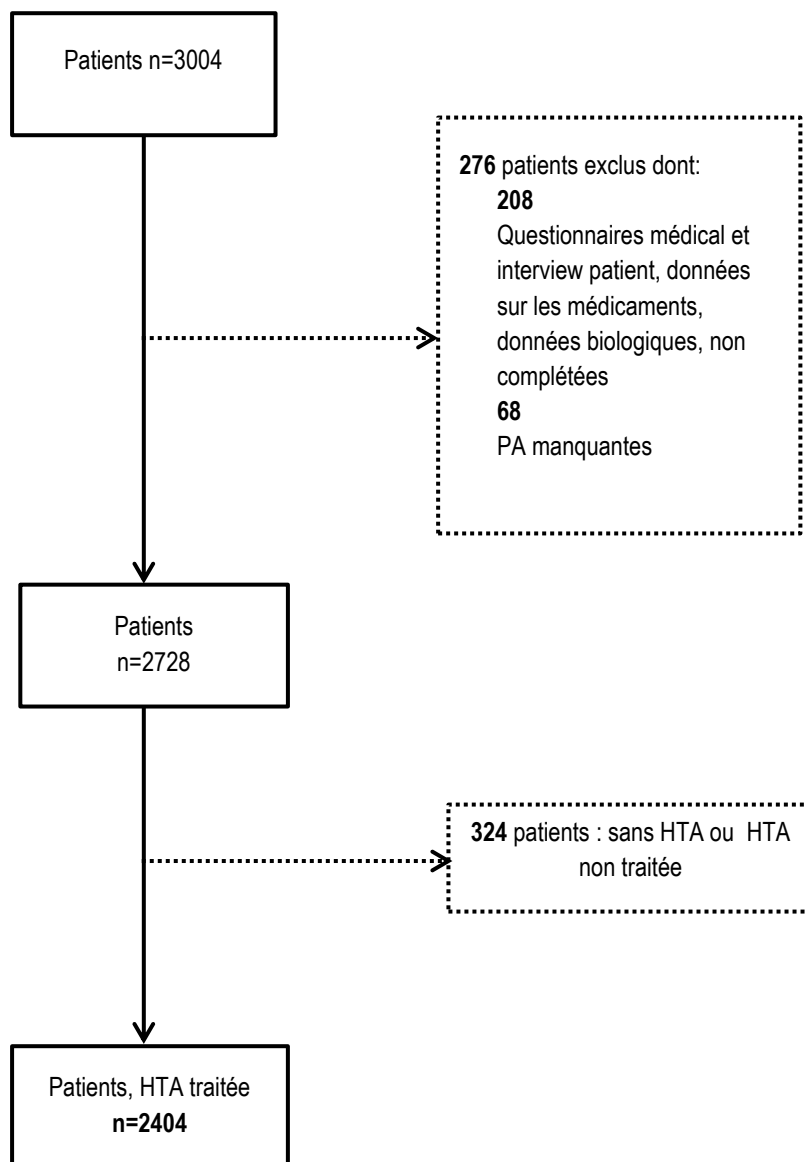 Patients n=3004
276 patients exclus dont:
208
Questionnaires médical et
interview patient, données
sur les médicaments,
données biologiques, non
complétées
68
PA manquantes
Patients
n=2728
324 patients : sans HTA ou HTA
non traitée
Patients, HTA traitée
n=2404